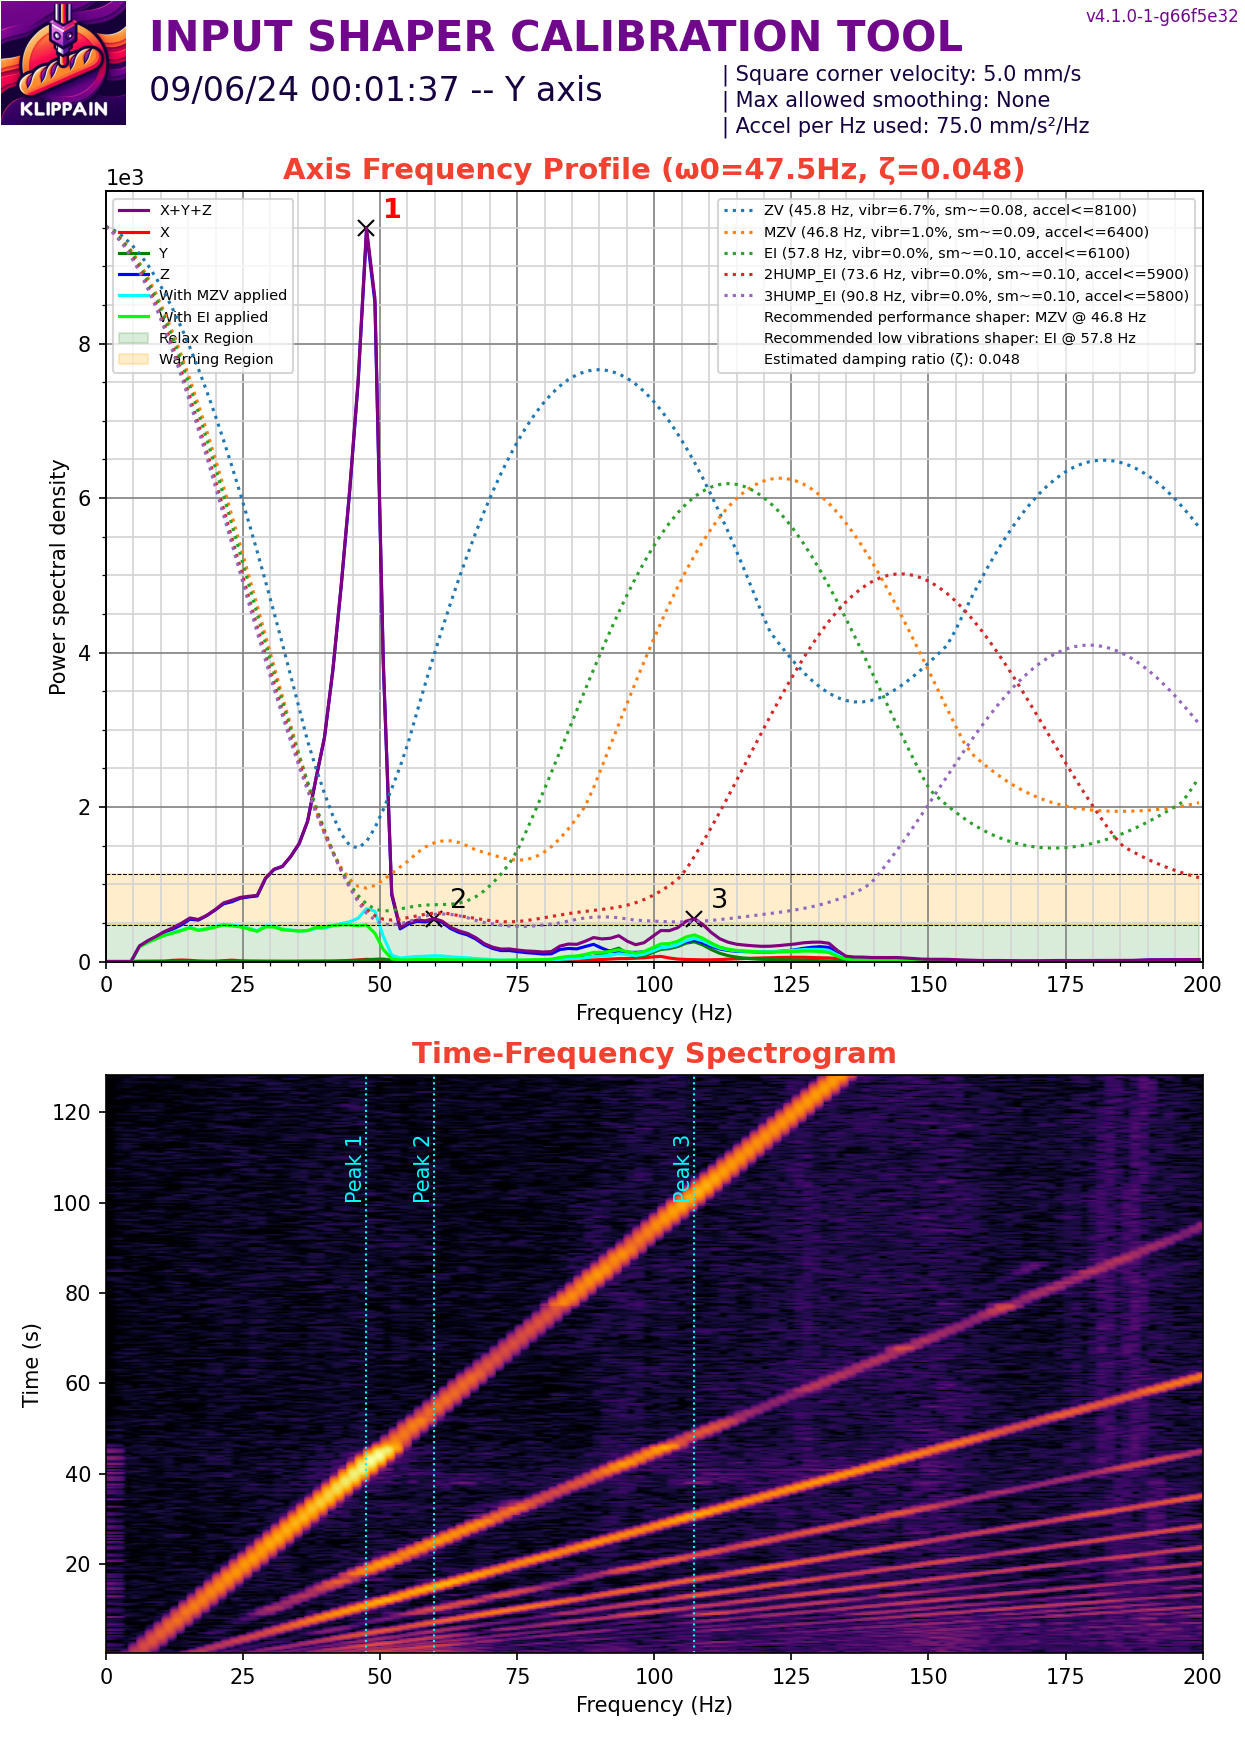 v4.1.0-1-g66f5e32
INPUT SHAPER CALIBRATION TOOL
09/06/24 00:01:37 -- Y axis
| Square corner velocity: 5.0 mm/s
| Max allowed smoothing: None
| Accel per Hz used: 75.0 mm/s²/Hz
KLIPPAIN
Axis Frequency Profile (ω0=47.5Hz, ζ=0.048)
1e3
1
X+Y+Z
X
Y
Z
With MZV applied
With EI applied
Relax Region
Warning Region
ZV (45.8 Hz, vibr=6.7%, sm~=0.08, accel<=8100)
MZV (46.8 Hz, vibr=1.0%, sm~=0.09, accel<=6400)
EI (57.8 Hz, vibr=0.0%, sm~=0.10, accel<=6100)
2HUMP_EI (73.6 Hz, vibr=0.0%, sm~=0.10, accel<=5900)
3HUMP_EI (90.8 Hz, vibr=0.0%, sm~=0.10, accel<=5800)
Recommended performance shaper: MZV @ 46.8 Hz
Recommended low vibrations shaper: EI @ 57.8 Hz
Estimated damping ratio (ζ): 0.048
8
6
4
2
0
Power spectral density
2
3
0 25 50 75 100 125 150 175 200
Frequency (Hz)
Time-Frequency Spectrogram
120
100
80
60
40
20
Time (s)
Peak 1
Peak 2
Peak 3
0 25 50 75 100 125 150 175 200
Frequency (Hz)